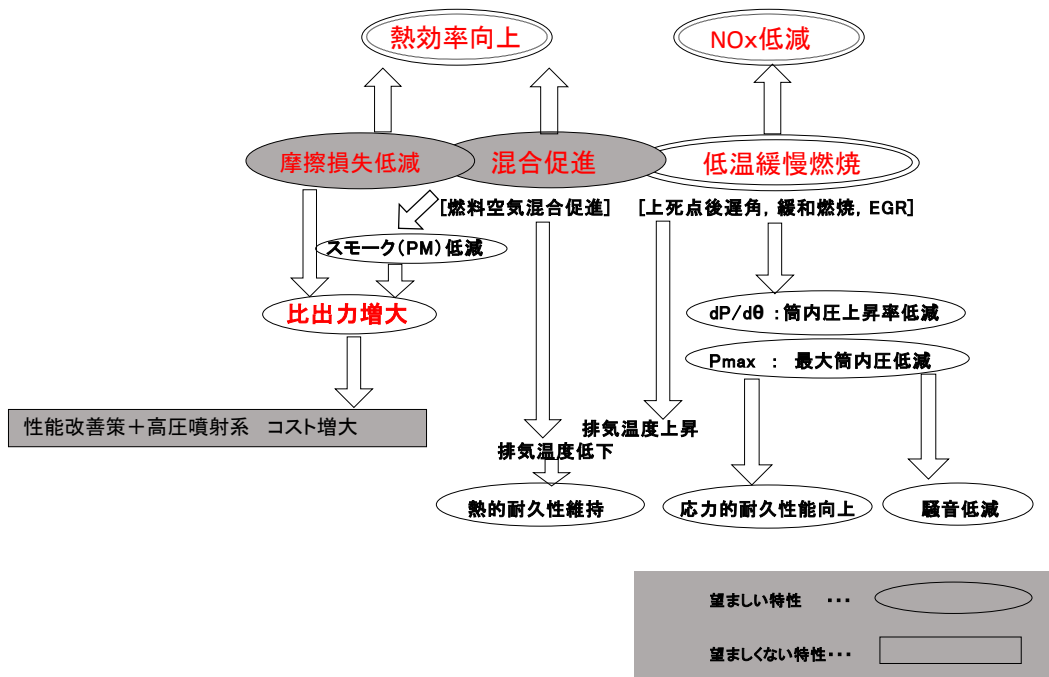 熱効率向上
NOx低減
摩擦損失低減
混合促進
低温緩慢燃焼
[燃料空気混合促進]
[上死点後遅角, 緩和燃焼, EGR]
スモーク(PM)低減
比出力増大
dP/dθ :筒内圧上昇率低減
Pmax : 最大筒内圧低減
性能改善策+高圧噴射系 コスト増大
排気温度上昇
排気温度低下
熱的耐久性維持
応力的耐久性能向上
騒音低減
望ましい特性 ・・・
望ましくない特性・・・